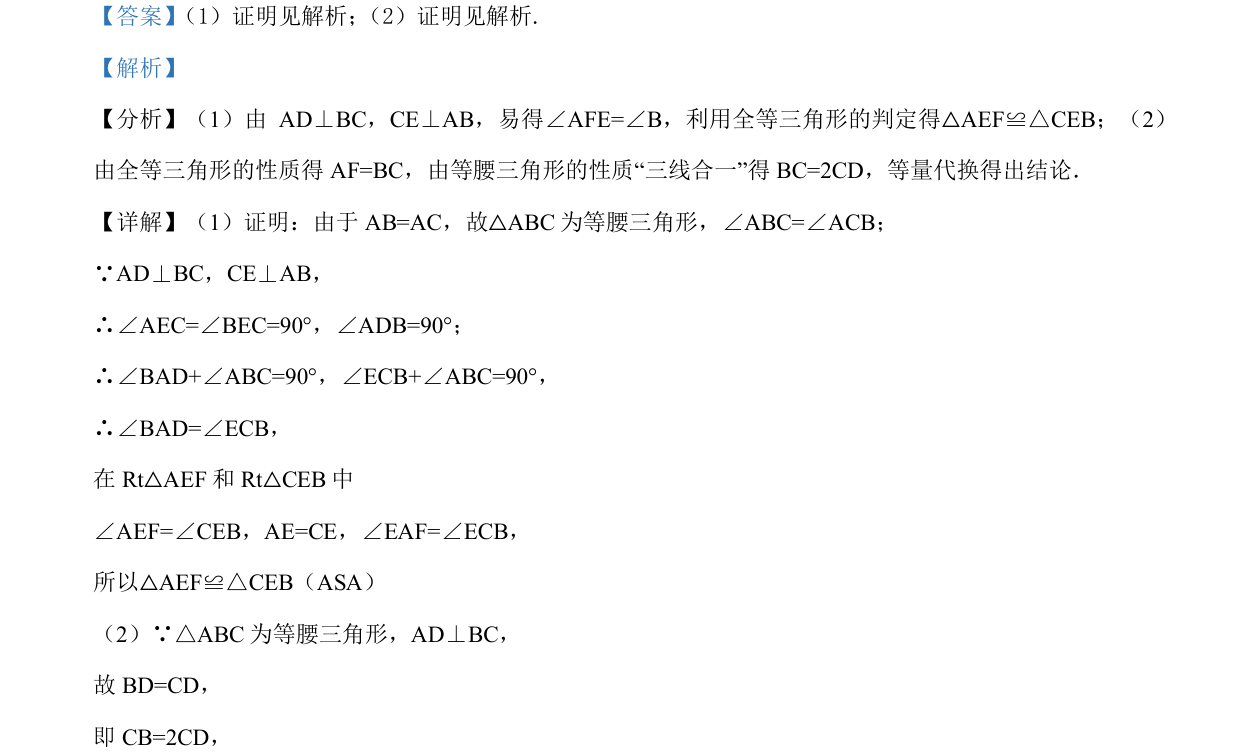 【答案】（1）证明见解析；（2）证明见解析.
【解析】
【分析】（1）由 AD⊥BC，CE⊥AB，易得∠AFE=∠B，利用全等三角形的判定得△AEF≌△CEB；（2）
由全等三角形的性质得 AF=BC，由等腰三角形的性质“三线合一”得 BC=2CD，等量代换得出结论．
【详解】（1）证明：由于 AB=AC，故△ABC 为等腰三角形，∠ABC=∠ACB；
∵AD⊥BC，CE⊥AB，
∴∠AEC=∠BEC=90°，∠ADB=90°；
∴∠BAD+∠ABC=90°，∠ECB+∠ABC=90°，
∴∠BAD=∠ECB，
在 Rt△AEF 和 Rt△CEB 中
∠AEF=∠CEB，AE=CE，∠EAF=∠ECB，
所以△AEF≌△CEB（ASA）
（2）∵△ABC 为等腰三角形，AD⊥BC，
故 BD=CD，
即 CB=2CD，